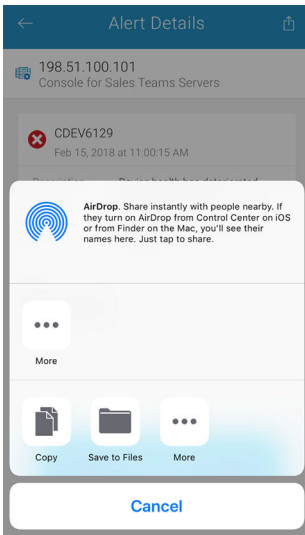 Alert Details
198.51.100.101
Console for Sales Teams Servers
CDEV6129
Feb 15, 2018 at 11:00:15 AM
Description Device health has deteriorated
AirDrop. Share instantly with people nearby. If
they turn on AirDrop from Control Center on iOS
or from Finder on the Mac, you'll see their
names here. Just tap to share.
More
Copy Save to Files More
Cancel